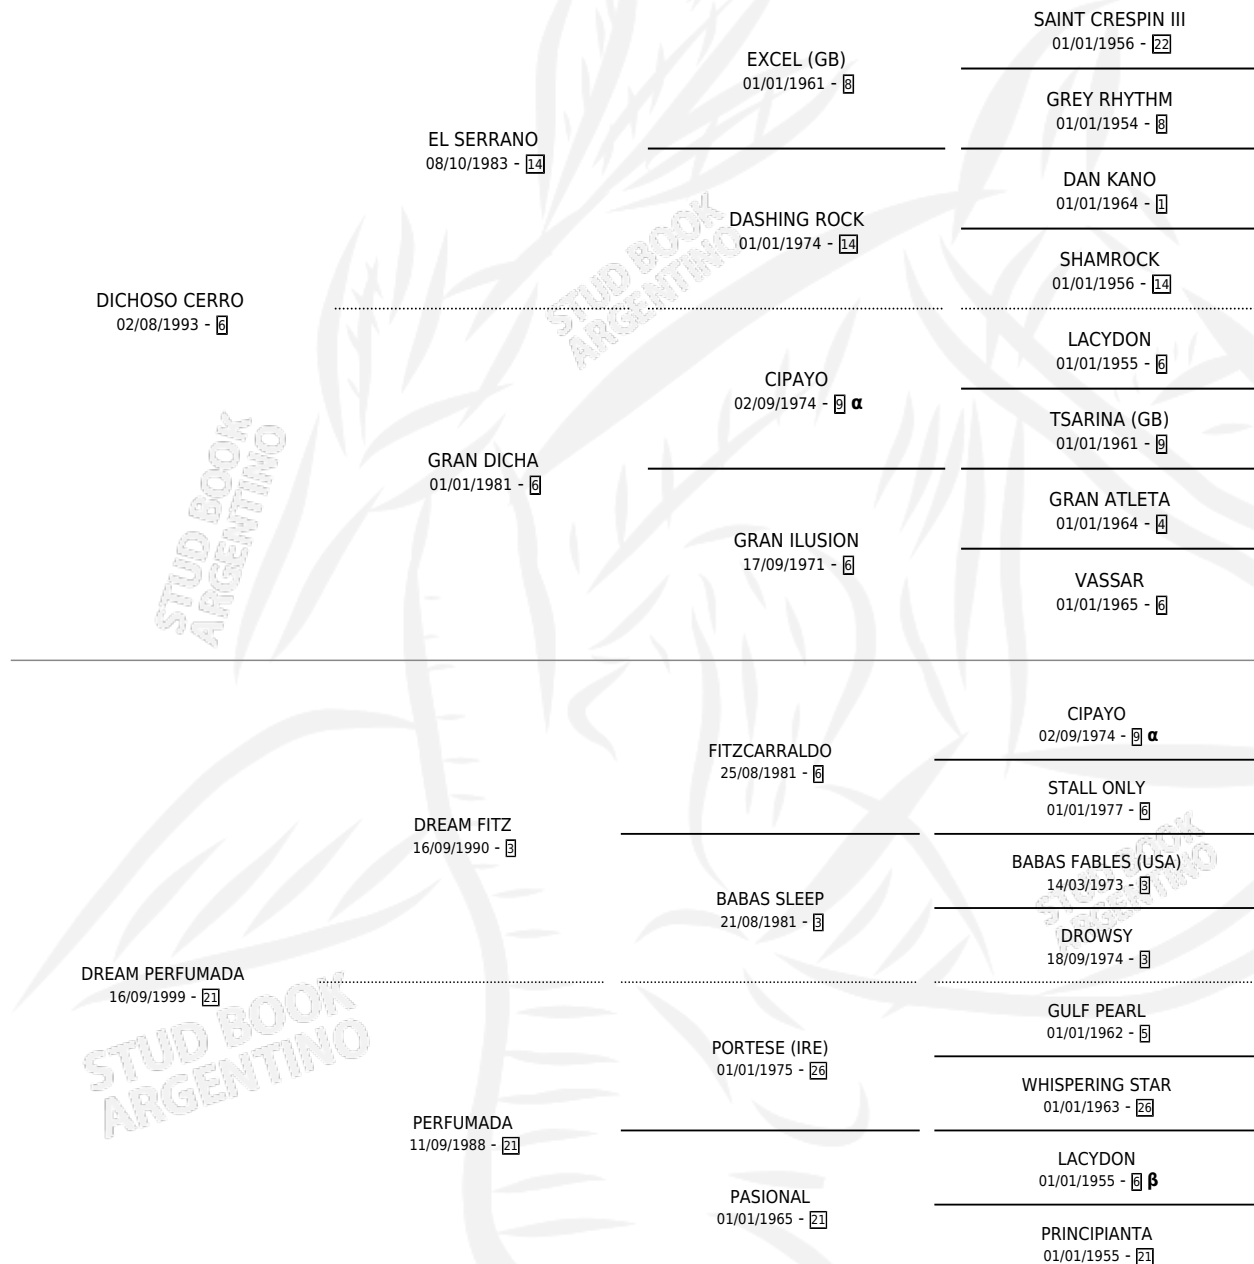 SAINT CRESPIN III
01/01/1956 - 22
EXCEL (GB)
01/01/1961 - 8
GREY RHYTHM
01/01/1954 - 8
EL SERRANO
08/10/1983 - 14
DAN KANO
01/01/1964 - 1
DASHING ROCK
01/01/1974 - 14
SHAMROCK
01/01/1956 - 14
DICHOSO CERRO
02/08/1993 - 6
LACYDON
01/01/1955 - 6
CIPAYO
02/09/1974 - 9 α
TSARINA (GB)
01/01/1961 - 9
GRAN DICHA
01/01/1981 - 6
GRAN ATLETA
01/01/1964 - 4
GRAN ILUSION
17/09/1971 - 6
VASSAR
01/01/1965 - 6
STUD BOOK
ARGENTINO
STUD BOOK
ARGENTINO
CIPAYO
02/09/1974 - 9 α
FITZCARRALDO
25/08/1981 - 6
STALL ONLY
01/01/1977 - 6
DREAM FITZ
16/09/1990 - 3
BABAS FABLES (USA)
14/03/1973 - 3
BABAS SLEEP
21/08/1981 - 3
DROWSY
18/09/1974 - 3
STUD BOOK
ARGENTINO
DREAM PERFUMADA
16/09/1999 - 21
STUD BOOK
ARGENTINO
GULF PEARL
01/01/1962 - 5
PORTESE (IRE)
01/01/1975 - 26
WHISPERING STAR
01/01/1963 - 26
PERFUMADA
11/09/1988 - 21
LACYDON
01/01/1955 - 6 β
PASIONAL
01/01/1965 - 21
PRINCIPIANTA
01/01/1955 - 21